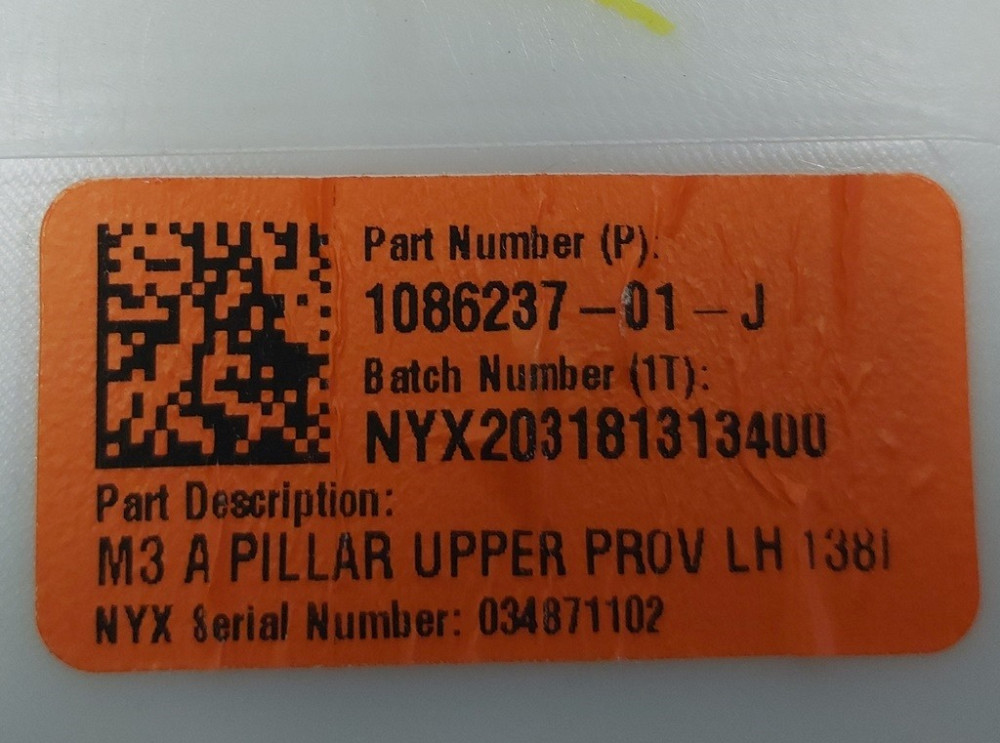 Part Number (P):
1086237-01-J
Batch Number (1T):
NYX203181313400
Part Description:
M3 A PILLAR UPPER PROV LH
NYX Serial Number: 034871102